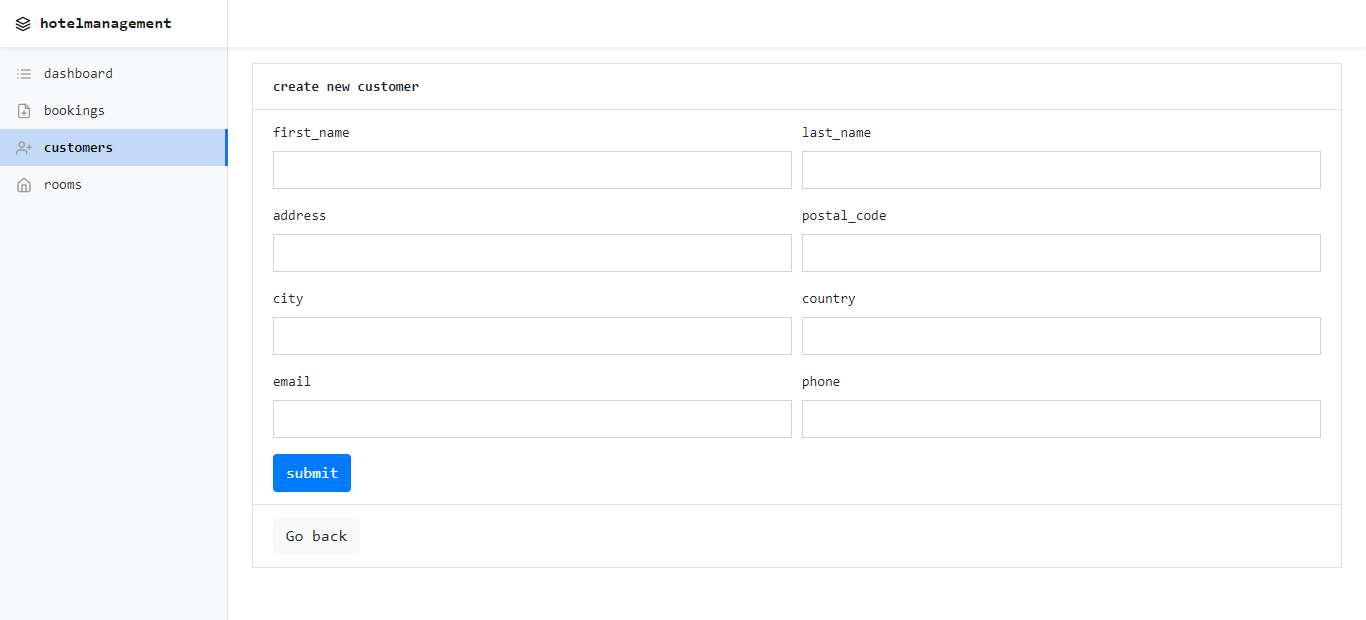 hotelmanagement
dashboard
bookings
customers
rooms
create new customer
first_name last_name
address postal_code
city country
email phone
submit
Go back